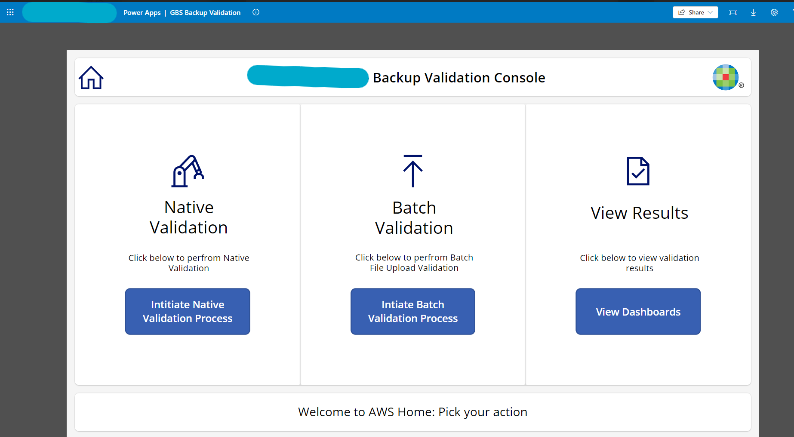 Power Apps | GBS Backup Validation
Share
Backup Validation Console
Native
Validation
Click below to perfrom Native
Validation
Intitiate Native
Validation Process
Batch
Validation
Click below to perfrom Batch
File Upload Validation
Intiate Batch
Validation Process
View Results
Click below to view validation
results
View Dashboards
Welcome to AWS Home: Pick your action